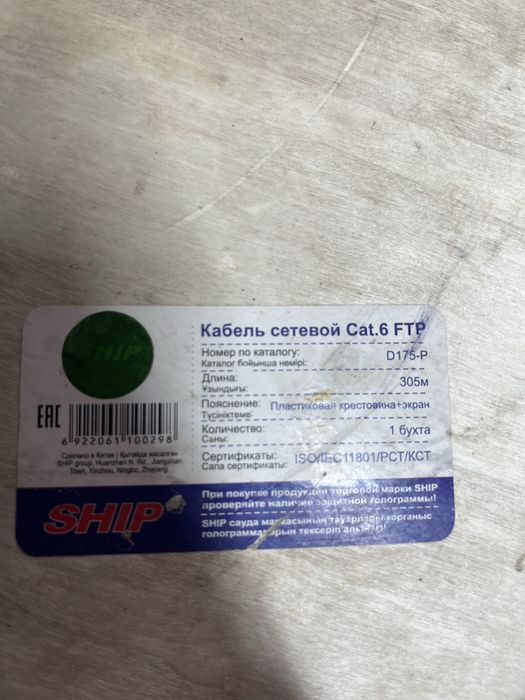 SHIP
EAC
6 922061 100298
Сделано в Китае | Қытайда жасалған
SHIP group, Huanzhen N. Rd., Jiangshan
Town, Yinzhou, Ningbo, Zhejiang.
SHIP
Кабель сетевой Cat.6 FTP
Номер по каталогу: D175-P
Каталог бойынша нөмірі:
Длина: 305м
Ұзындығы:
Пояснение: Пластиковая крестовина+экран
Түсініктеме:
Количество: 1 бухта
Саны:
Сертификаты: ISO/IEC11801/РСТ/КСТ
Сапа сертификаты:
При покупке продукции торговой марки SHIP
проверяйте наличие защитной голограммы!
SHIP сауда маркасының тауарлары қорғаныс
тексеріп